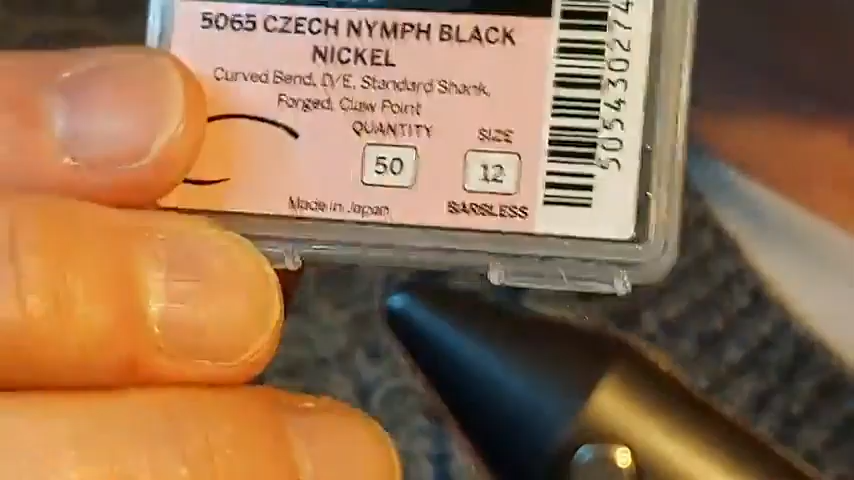 5065 CZECH NYMPH BLACK
NICKEL
Curved Bend, D/E, Standard Shank,
Forged, Claw Point
QUANTITY
SIZE
50
12
Made in Japan
BARBLESS